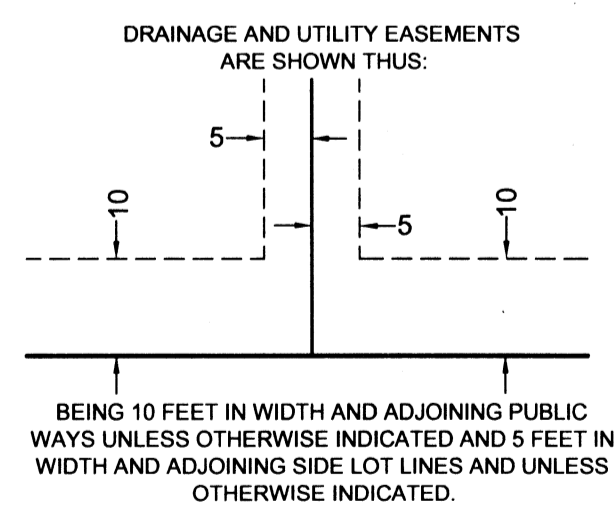 DRAINAGE AND UTILITY EASEMENTS
ARE SHOWN THUS:
5
10
10
5
BEING 10 FEET IN WIDTH AND ADJOINING PUBLIC
WAYS UNLESS OTHERWISE INDICATED AND 5 FEET IN
WIDTH AND ADJOINING SIDE LOT LINES AND UNLESS
OTHERWISE INDICATED.